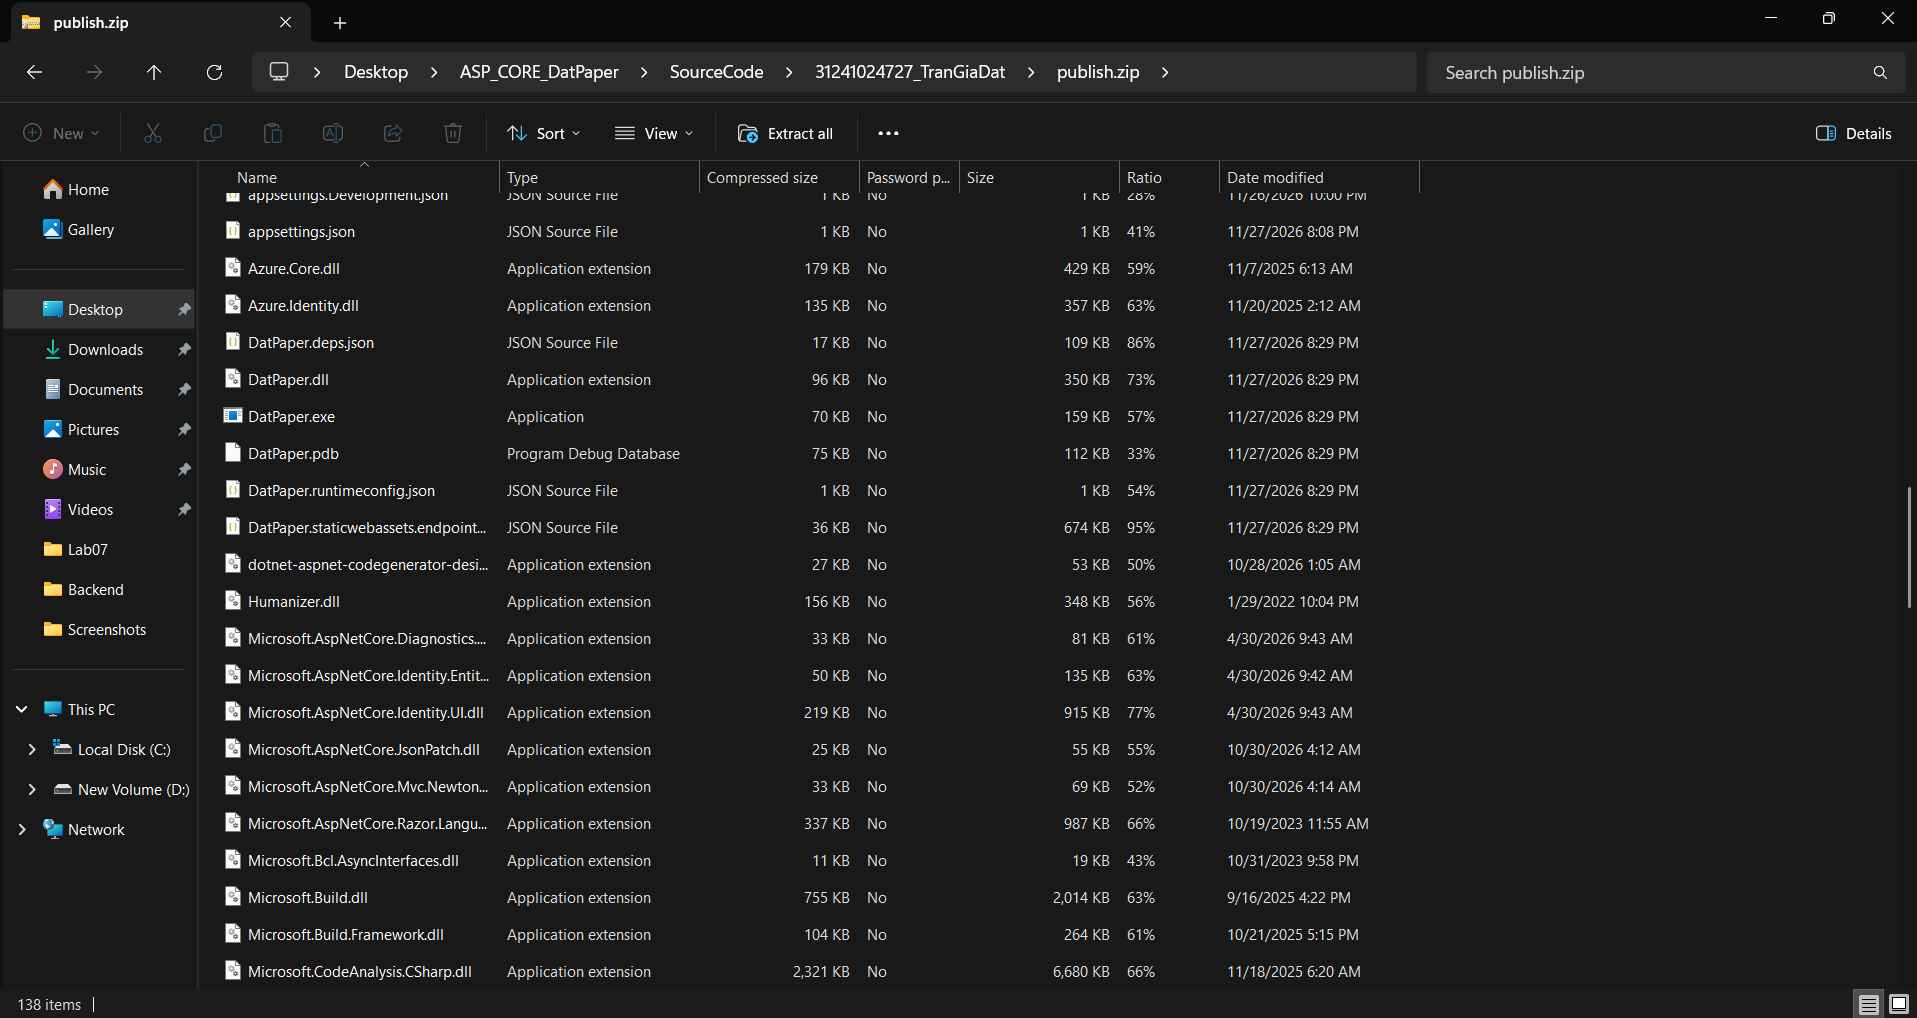 publish.zip
Desktop ASP_CORE_DatPaper SourceCode 31241024727_TranGiaDat publish.zip Search publish.zip
New Sort View Extract all Details
Name Type Compressed size Password p... Size Ratio Date modified
appsettings.Development.json JSON Source File 1 KB No 1 KB 28% 11/26/2026 10:00 PM
appsettings.json JSON Source File 1 KB No 1 KB 41% 11/27/2026 8:08 PM
Azure.Core.dll Application extension 179 KB No 429 KB 59% 11/7/2025 6:13 AM
Azure.Identity.dll Application extension 135 KB No 357 KB 63% 11/20/2025 2:12 AM
DatPaper.deps.json JSON Source File 17 KB No 109 KB 86% 11/27/2026 8:29 PM
DatPaper.dll Application extension 96 KB No 350 KB 73% 11/27/2026 8:29 PM
DatPaper.exe Application 70 KB No 159 KB 57% 11/27/2026 8:29 PM
DatPaper.pdb Program Debug Database 75 KB No 112 KB 33% 11/27/2026 8:29 PM
DatPaper.runtimeconfig.json JSON Source File 1 KB No 1 KB 54% 11/27/2026 8:29 PM
DatPaper.staticwebassets.endpoint... JSON Source File 36 KB No 674 KB 95% 11/27/2026 8:29 PM
dotnet-aspnet-codegenerator-desi... Application extension 27 KB No 53 KB 50% 10/28/2026 1:05 AM
Humanizer.dll Application extension 156 KB No 348 KB 56% 1/29/2022 10:04 PM
Microsoft.AspNetCore.Diagnostics.... Application extension 33 KB No 81 KB 61% 4/30/2026 9:43 AM
Microsoft.AspNetCore.Identity.Entit... Application extension 50 KB No 135 KB 63% 4/30/2026 9:42 AM
Microsoft.AspNetCore.Identity.UI.dll Application extension 219 KB No 915 KB 77% 4/30/2026 9:43 AM
Microsoft.AspNetCore.JsonPatch.dll Application extension 25 KB No 55 KB 55% 10/30/2026 4:12 AM
Microsoft.AspNetCore.Mvc.Newton... Application extension 33 KB No 69 KB 52% 10/30/2026 4:14 AM
Microsoft.AspNetCore.Razor.Langu... Application extension 337 KB No 987 KB 66% 10/19/2023 11:55 AM
Microsoft.Bcl.AsyncInterfaces.dll Application extension 11 KB No 19 KB 43% 10/31/2023 9:58 PM
Microsoft.Build.dll Application extension 755 KB No 2,014 KB 63% 9/16/2025 4:22 PM
Microsoft.Build.Framework.dll Application extension 104 KB No 264 KB 61% 10/21/2025 5:15 PM
Microsoft.CodeAnalysis.CSharp.dll Application extension 2,321 KB No 6,680 KB 66% 11/18/2025 6:20 AM
Home
Gallery
Desktop
Downloads
Documents
Pictures
Music
Videos
Lab07
Backend
Screenshots
This PC
Local Disk (C:)
New Volume (D:)
Network
138 items